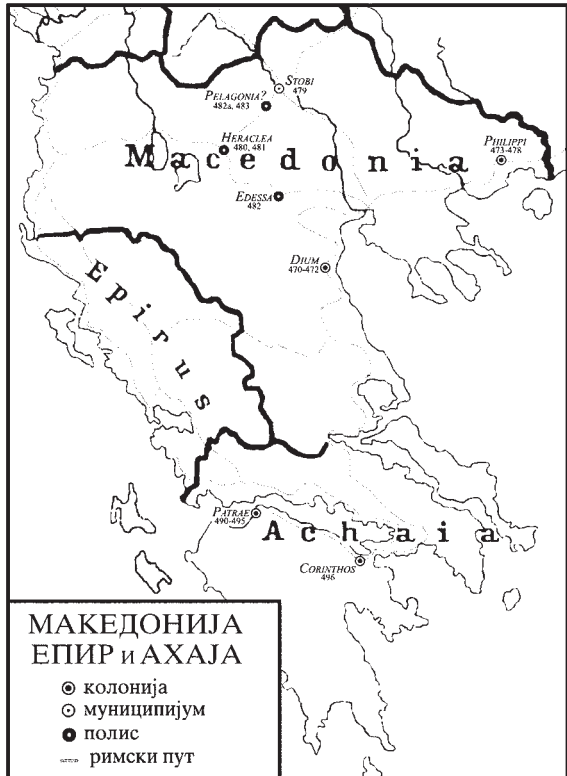 STOBI
479
PELAGONIA?
482a, 483
HERACLEA
480, 481
PHILIPPI
473-478
Macedonia
EDESSA
482
DIUM
470-472
Epirus
PATRAE
490-495
Achaia
CORINTHOS
496
МАКЕДОНИЈА
ЕПИР и АХАЈА
колонија
муниципијум
полис
римски пут